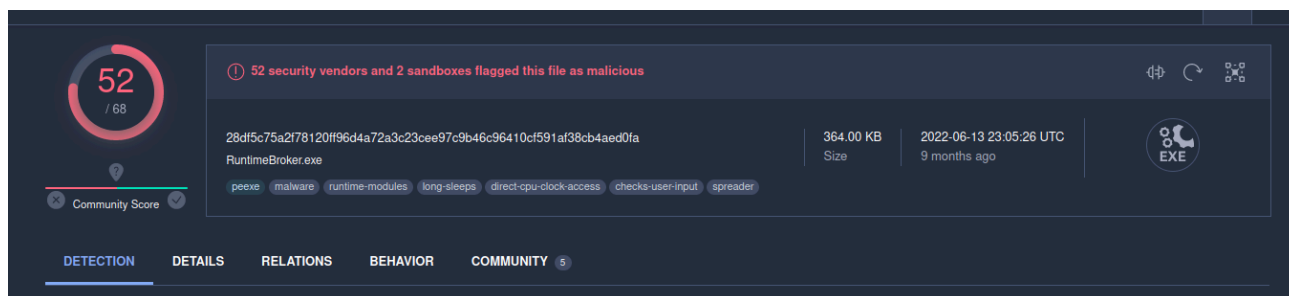 52
/ 68
Community Score
52 security vendors and 2 sandboxes flagged this file as malicious
28df5c75a2f78120ff96d4a72a3c23cee97c9b46c96410cf591af38cb4aed0fa
RuntimeBroker.exe
peexe malware runtime-modules long-sleeps direct-cpu-clock-access checks-user-input spreader
364.00 KB
Size
2022-06-13 23:05:26 UTC
9 months ago
EXE
DETECTION DETAILS RELATIONS BEHAVIOR COMMUNITY 5